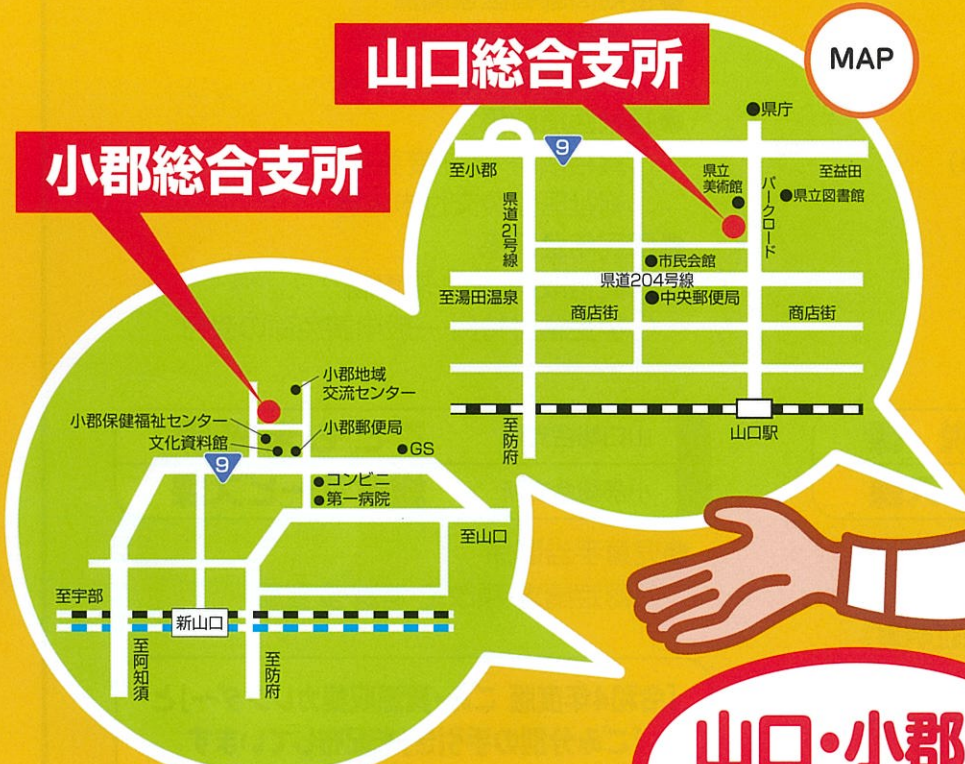 MAP
山口総合支所
小郡総合支所
県庁
9
至小郡
県立
美術館
至益田
県立図書館
パークロード
県道21号線
市民会館
県道204号線
至湯田温泉
中央郵便局
商店街
商店街
山口駅
至防府
小郡地域
交流センター
小郡保健福祉センター
文化資料館
小郡郵便局
GS
9
コンビニ
第一病院
至山口
至宇部
新山口
至阿知須
至防府
山口・小郡